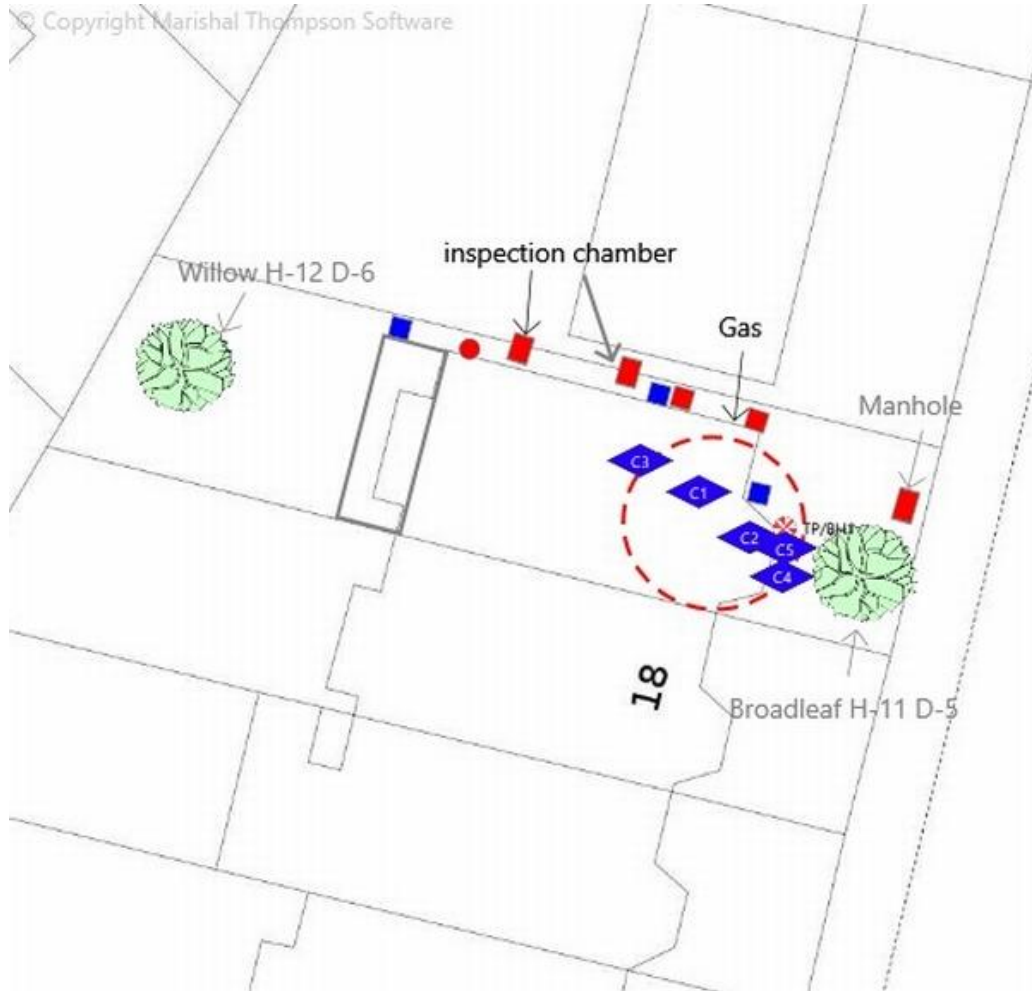 © Copyright Marishal Thompson Software
inspection chamber
Willow H-12 D-6
Gas
Manhole
C3
C1
TP/BH1
C2
C5
C4
18
Broadleaf H-11 D-5